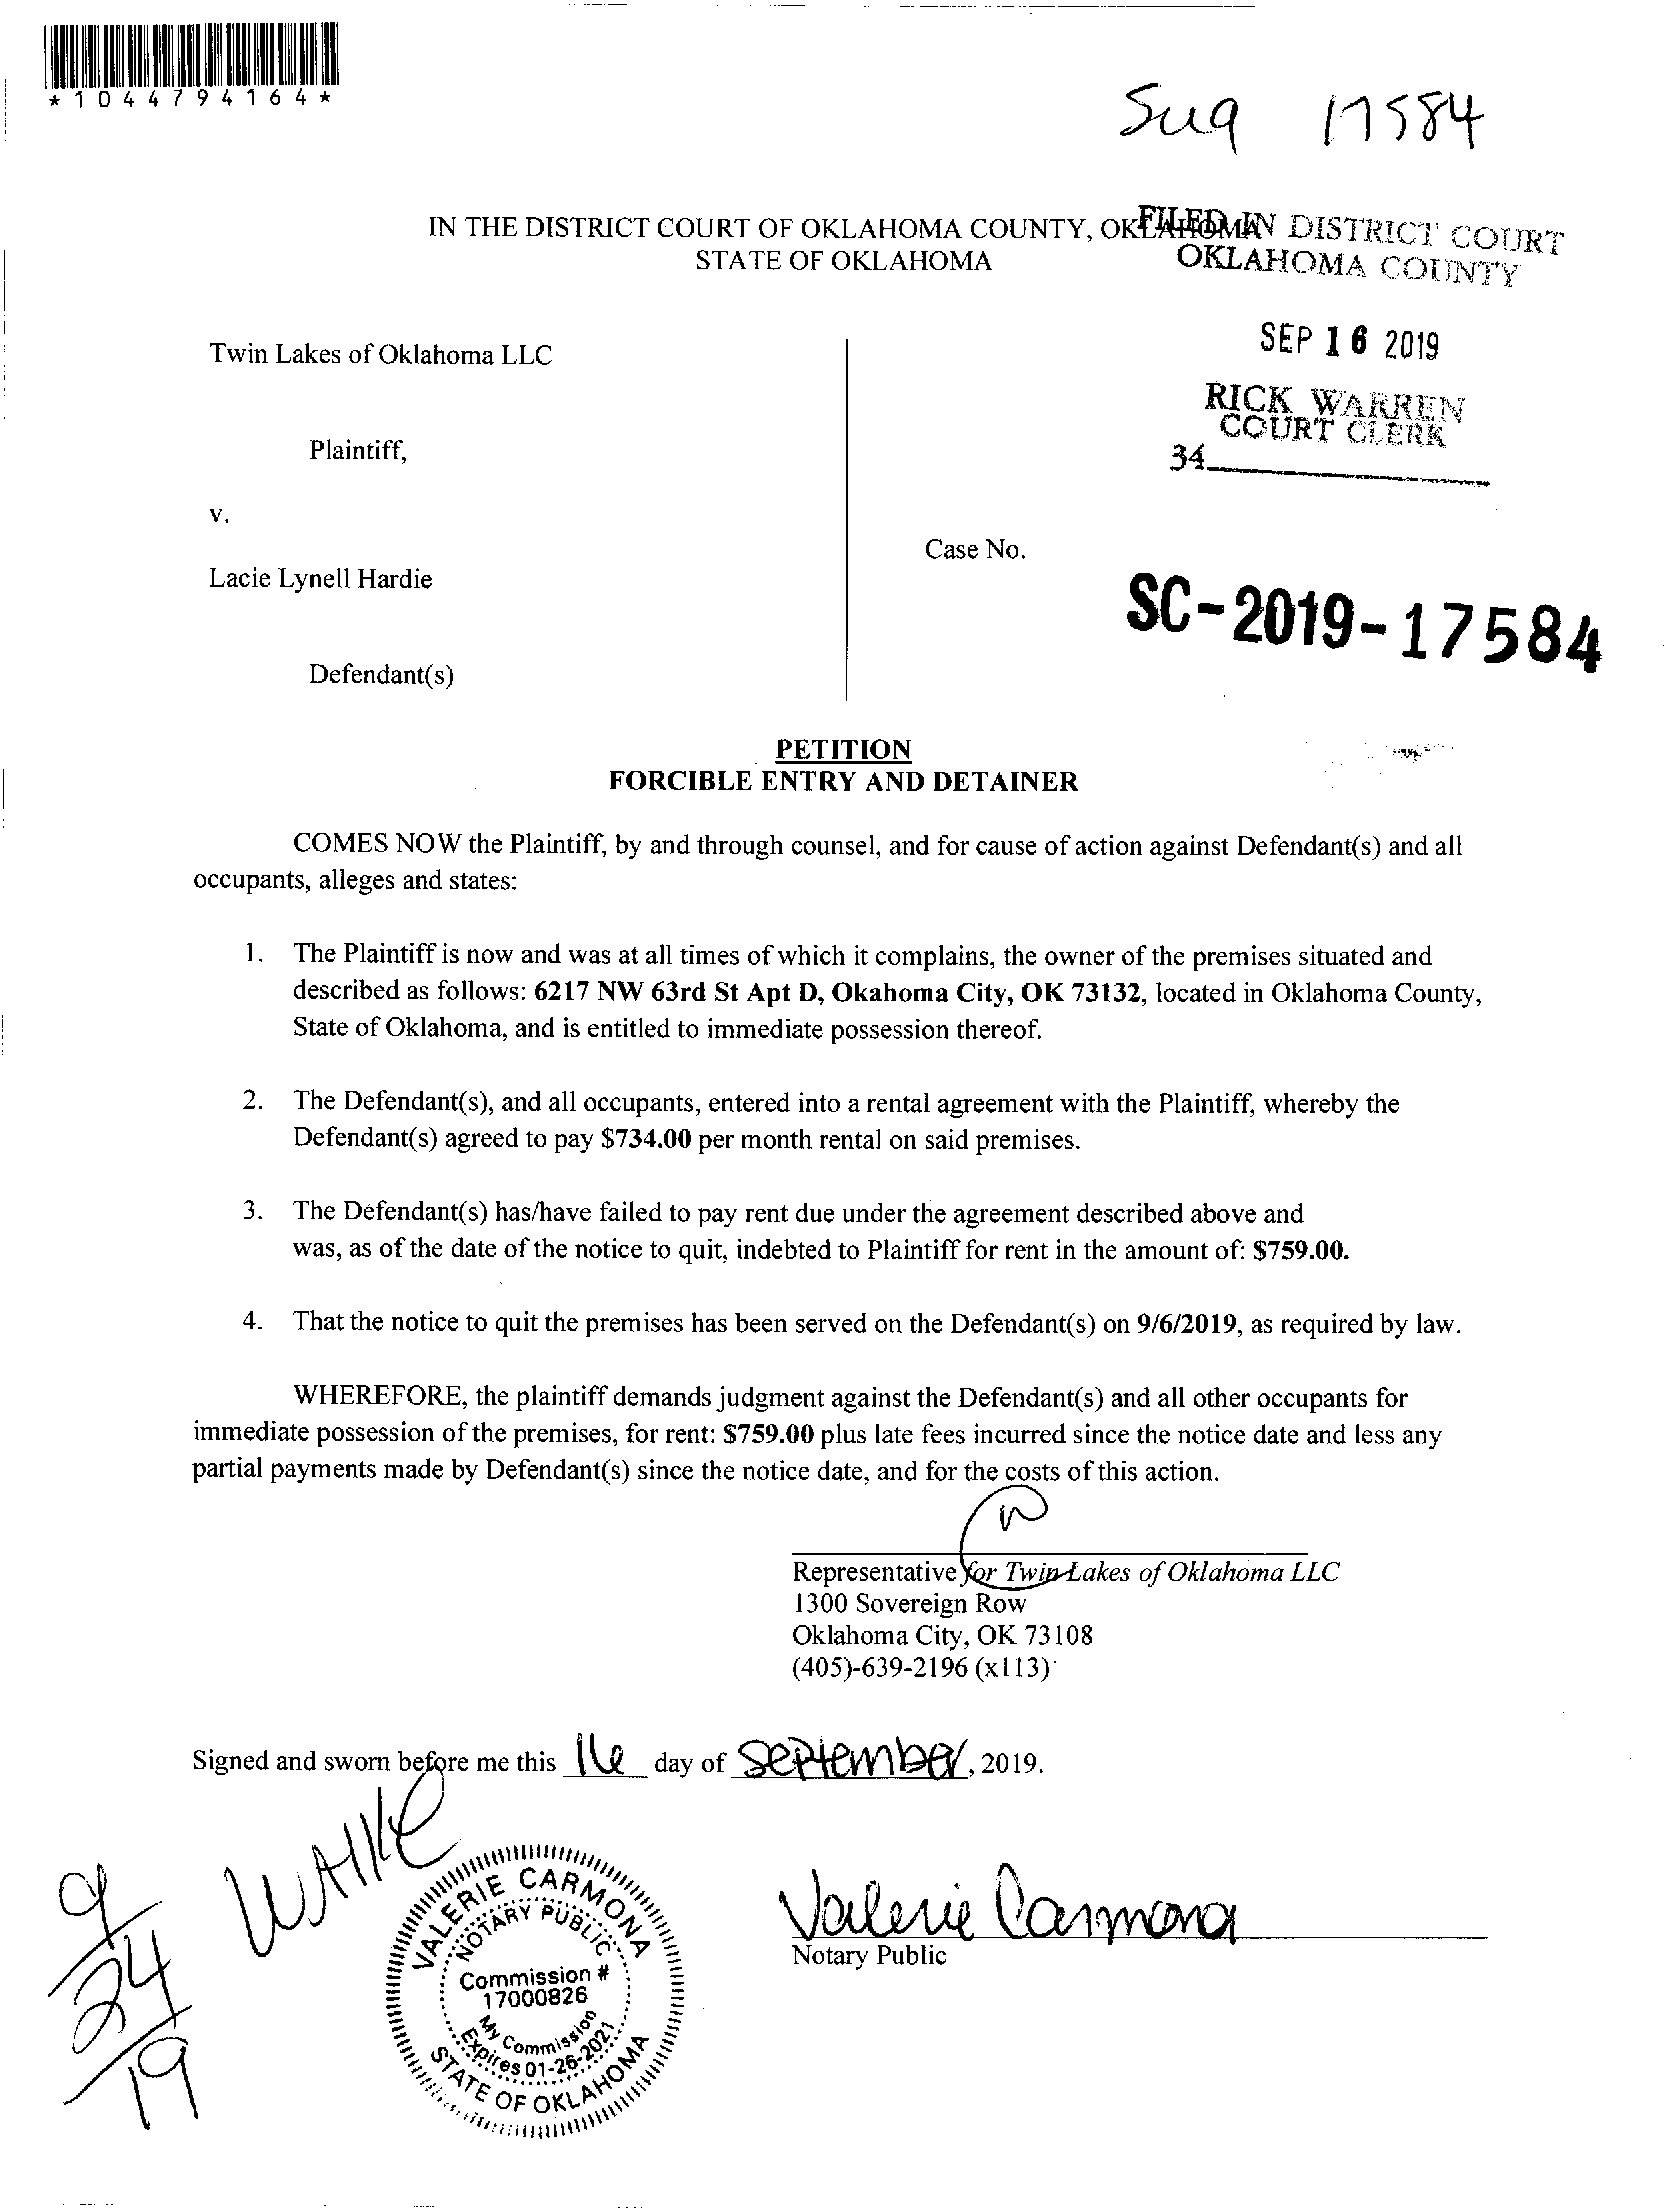 *1044794164*
17584
IN THE DISTRICT COURT OF OKLAHOMA COUNTY, OKLAHOMA
STATE OF OKLAHOMA
FILED IN DISTRICT COURT
OKLAHOMA COUNTY
SEP 16 2019
RICK WARREN
COURT CLERK
34
Twin Lakes of Oklahoma LLC
Plaintiff,
v.
Case No.
Lacie Lynell Hardie
SC-2019-17584
Defendant(s)
PETITION
FORCIBLE ENTRY AND DETAINER
COMES NOW the Plaintiff, by and through counsel, and for cause of action against Defendant(s) and all
occupants, alleges and states:
1. The Plaintiff is now and was at all times of which it complains, the owner of the premises situated and
described as follows: 6217 NW 63rd St Apt D, Okahoma City, OK 73132, located in Oklahoma County,
State of Oklahoma, and is entitled to immediate possession thereof.
2. The Defendant(s), and all occupants, entered into a rental agreement with the Plaintiff, whereby the
Defendant(s) agreed to pay $734.00 per month rental on said premises.
3. The Defendant(s) has/have failed to pay rent due under the agreement described above and
was, as of the date of the notice to quit, indebted to Plaintiff for rent in the amount of: $759.00.
4. That the notice to quit the premises has been served on the Defendant(s) on 9/6/2019, as required by law.
WHEREFORE, the plaintiff demands judgment against the Defendant(s) and all other occupants for
immediate possession of the premises, for rent: $759.00 plus late fees incurred since the notice date and less any
partial payments made by Defendant(s) since the notice date, and for the costs of this action.
Representative for Twin Lakes of Oklahoma LLC
1300 Sovereign Row
Oklahoma City, OK 73108
(405)-639-2196 (x113)
Signed and sworn before me this 16 day of September, 2019.
9/24/19
VALERIE CARMONA
NOTARY PUBLIC
Commission #
17000826
My Commission
Expires 01-26-2021
STATE OF OKLAHOMA
Valerie Carmona
Notary Public